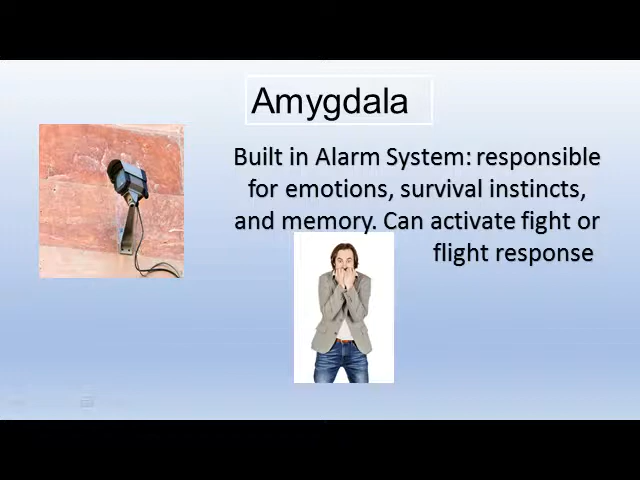 Amygdala
Built in Alarm System: responsible
for emotions, survival instincts,
and memory. Can activate fight or
flight response